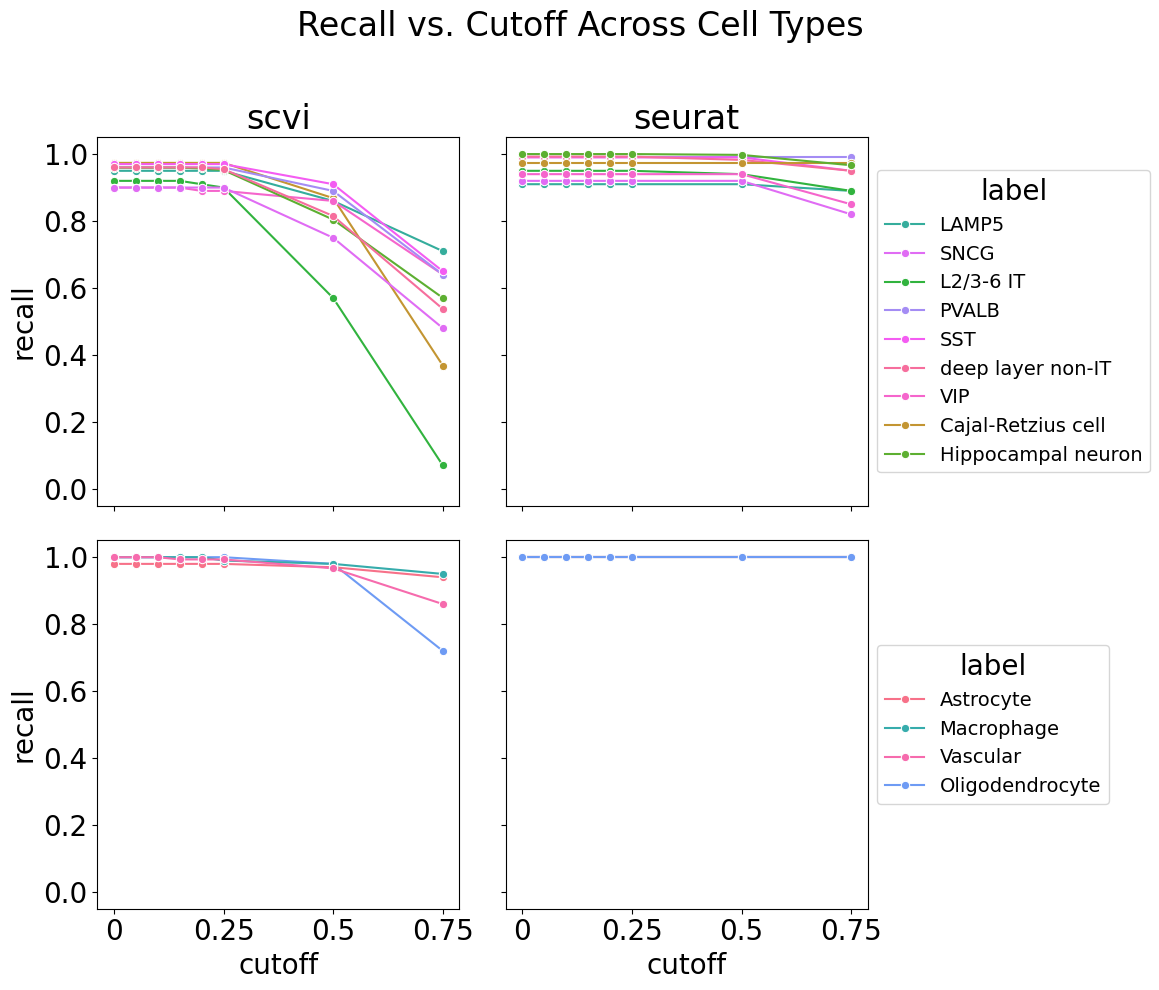 Recall vs. Cutoff Across Cell Types
scvi
seurat
recall
1.0
0.8
0.6
0.4
0.2
0.0
label
LAMP5
SNCG
L2/3-6 IT
PVALB
SST
deep layer non-IT
VIP
Cajal-Retzius cell
Hippocampal neuron
recall
1.0
0.8
0.6
0.4
0.2
0.0
label
Astrocyte
Macrophage
Vascular
Oligodendrocyte
0 0.25 0.5 0.75
cutoff
0 0.25 0.5 0.75
cutoff